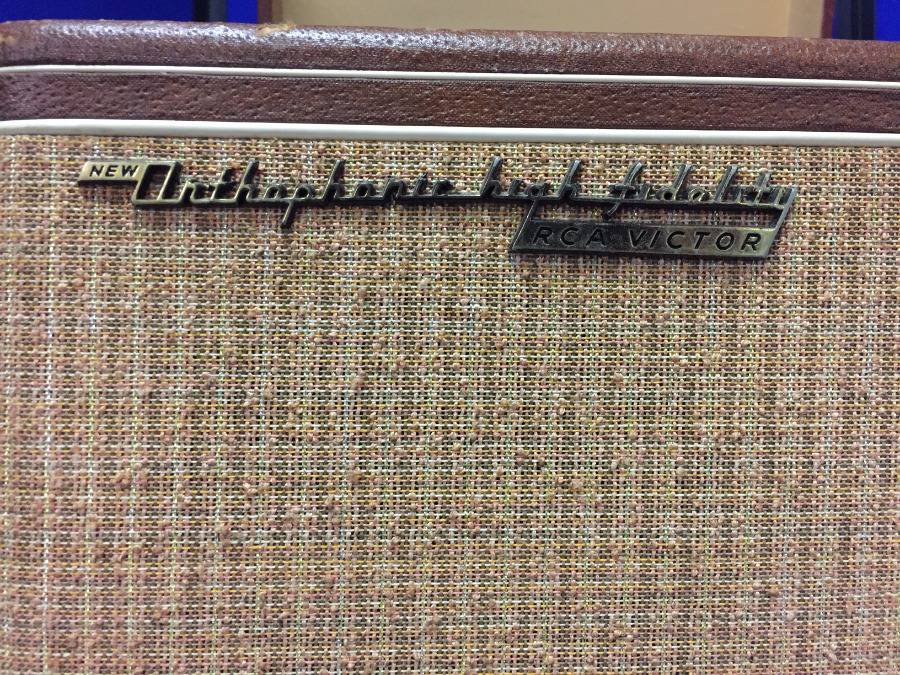 NEW Orthophonic high fidelity
RCA VICTOR